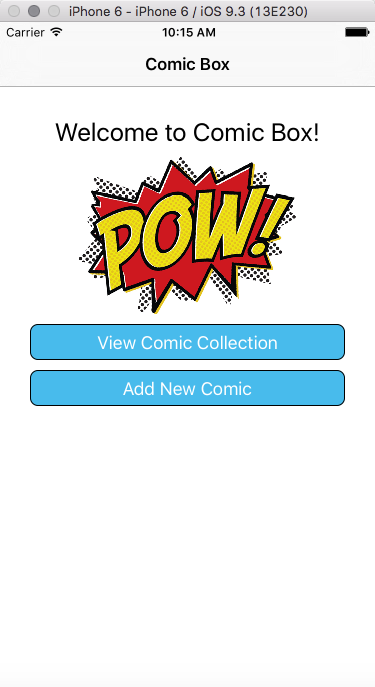 iPhone 6 - iPhone 6 / iOS 9.3 (13E230)
Carrier 10:15 AM
Comic Box
Welcome to Comic Box!
POW!
View Comic Collection
Add New Comic